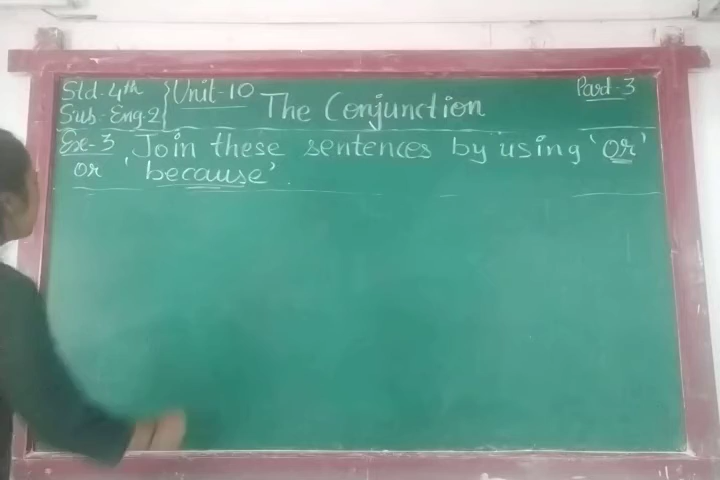 Std-4th Unit-10 Part-3
Sub-Eng-2 The Conjunction
Ex-3 Join these sentences by using 'or'
or 'because'.